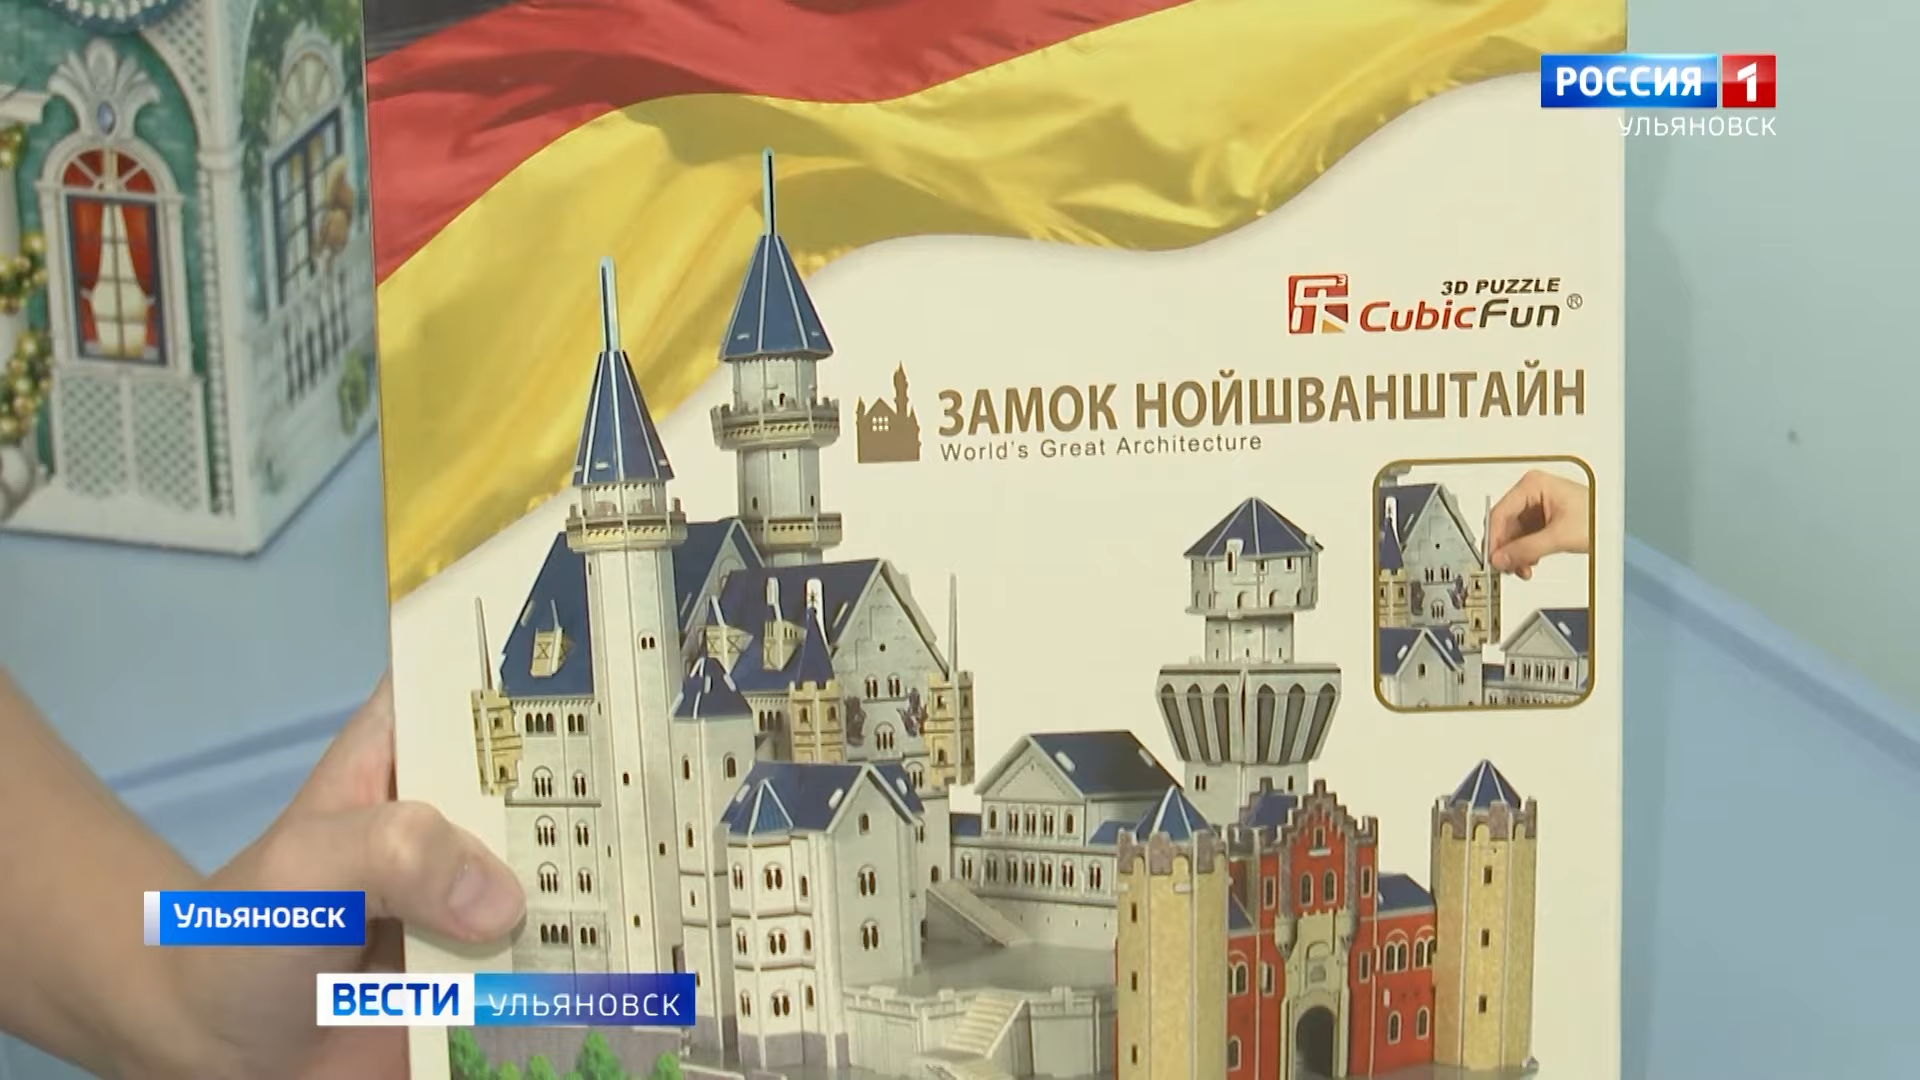 РОССИЯ 1
УЛЬЯНОВСК
3D PUZZLE
CubicFun®
ЗАМОК НОЙШВАНШТАЙН
World's Great Architecture
Ульяновск
ВЕСТИ УЛЬЯНОВСК